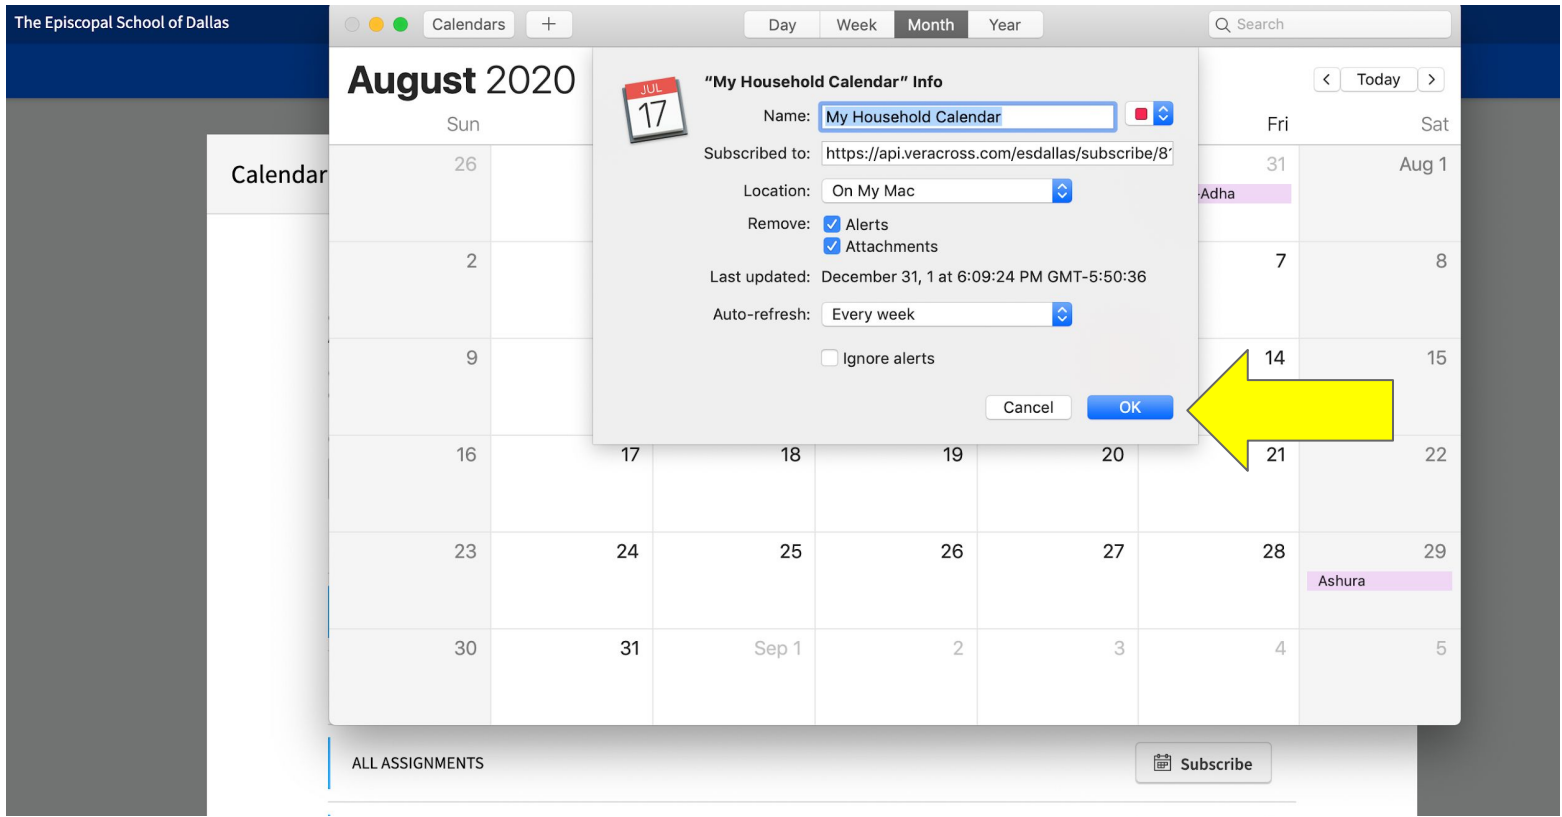 The Episcopal School of Dallas
Calendars
+
Day Week Month Year
Search
August 2020
Today
Sun Fri Sat
Calendar
JUL
17
“My Household Calendar” Info
Name: My Household Calendar
Subscribed to: https://api.veracross.com/esdallas/subscribe/8
Location: On My Mac
Remove: Alerts
Attachments
Last updated: December 31, 1 at 6:09:24 PM GMT-5:50:36
Auto-refresh: Every week
Ignore alerts
Cancel OK
26 31 Aug 1
-Adha
2 7 8
9 14 15
16 17 18 19 20 21 22
23 24 25 26 27 28 29
Ashura
30 31 Sep 1 2 3 4 5
ALL ASSIGNMENTS
Subscribe